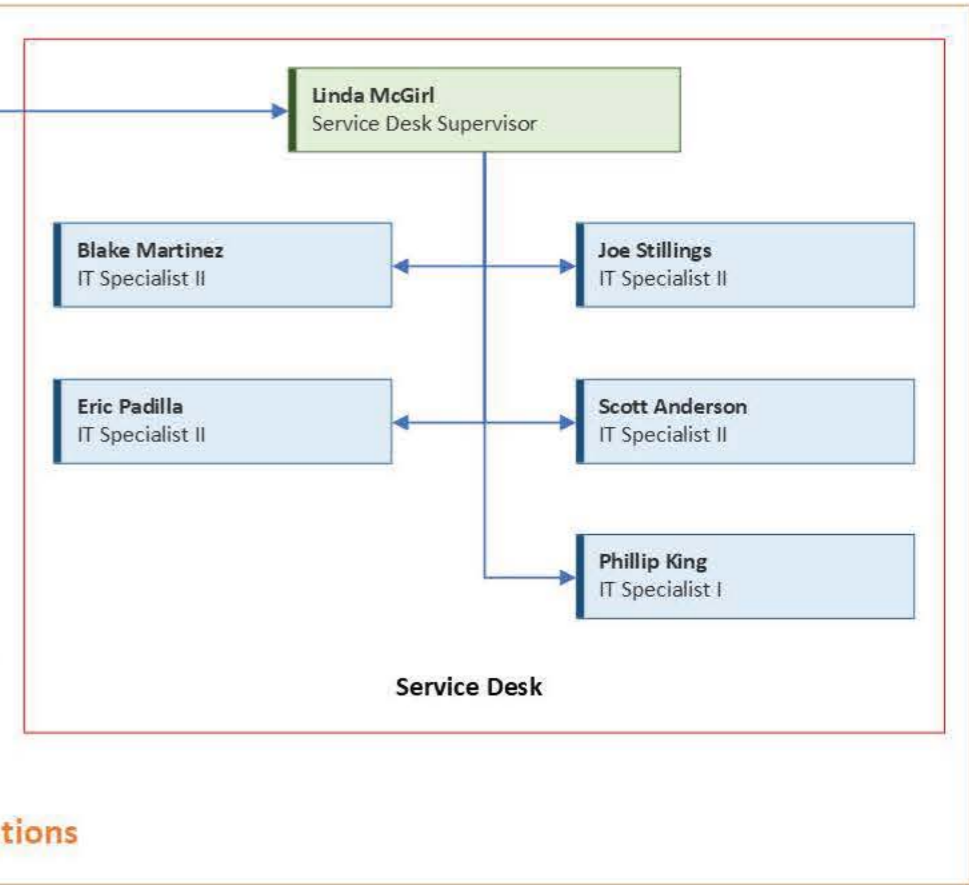 Linda McGirl
Service Desk Supervisor
Blake Martinez
IT Specialist II
Joe Stillings
IT Specialist II
Eric Padilla
IT Specialist II
Scott Anderson
IT Specialist II
Phillip King
IT Specialist I
Service Desk
tions